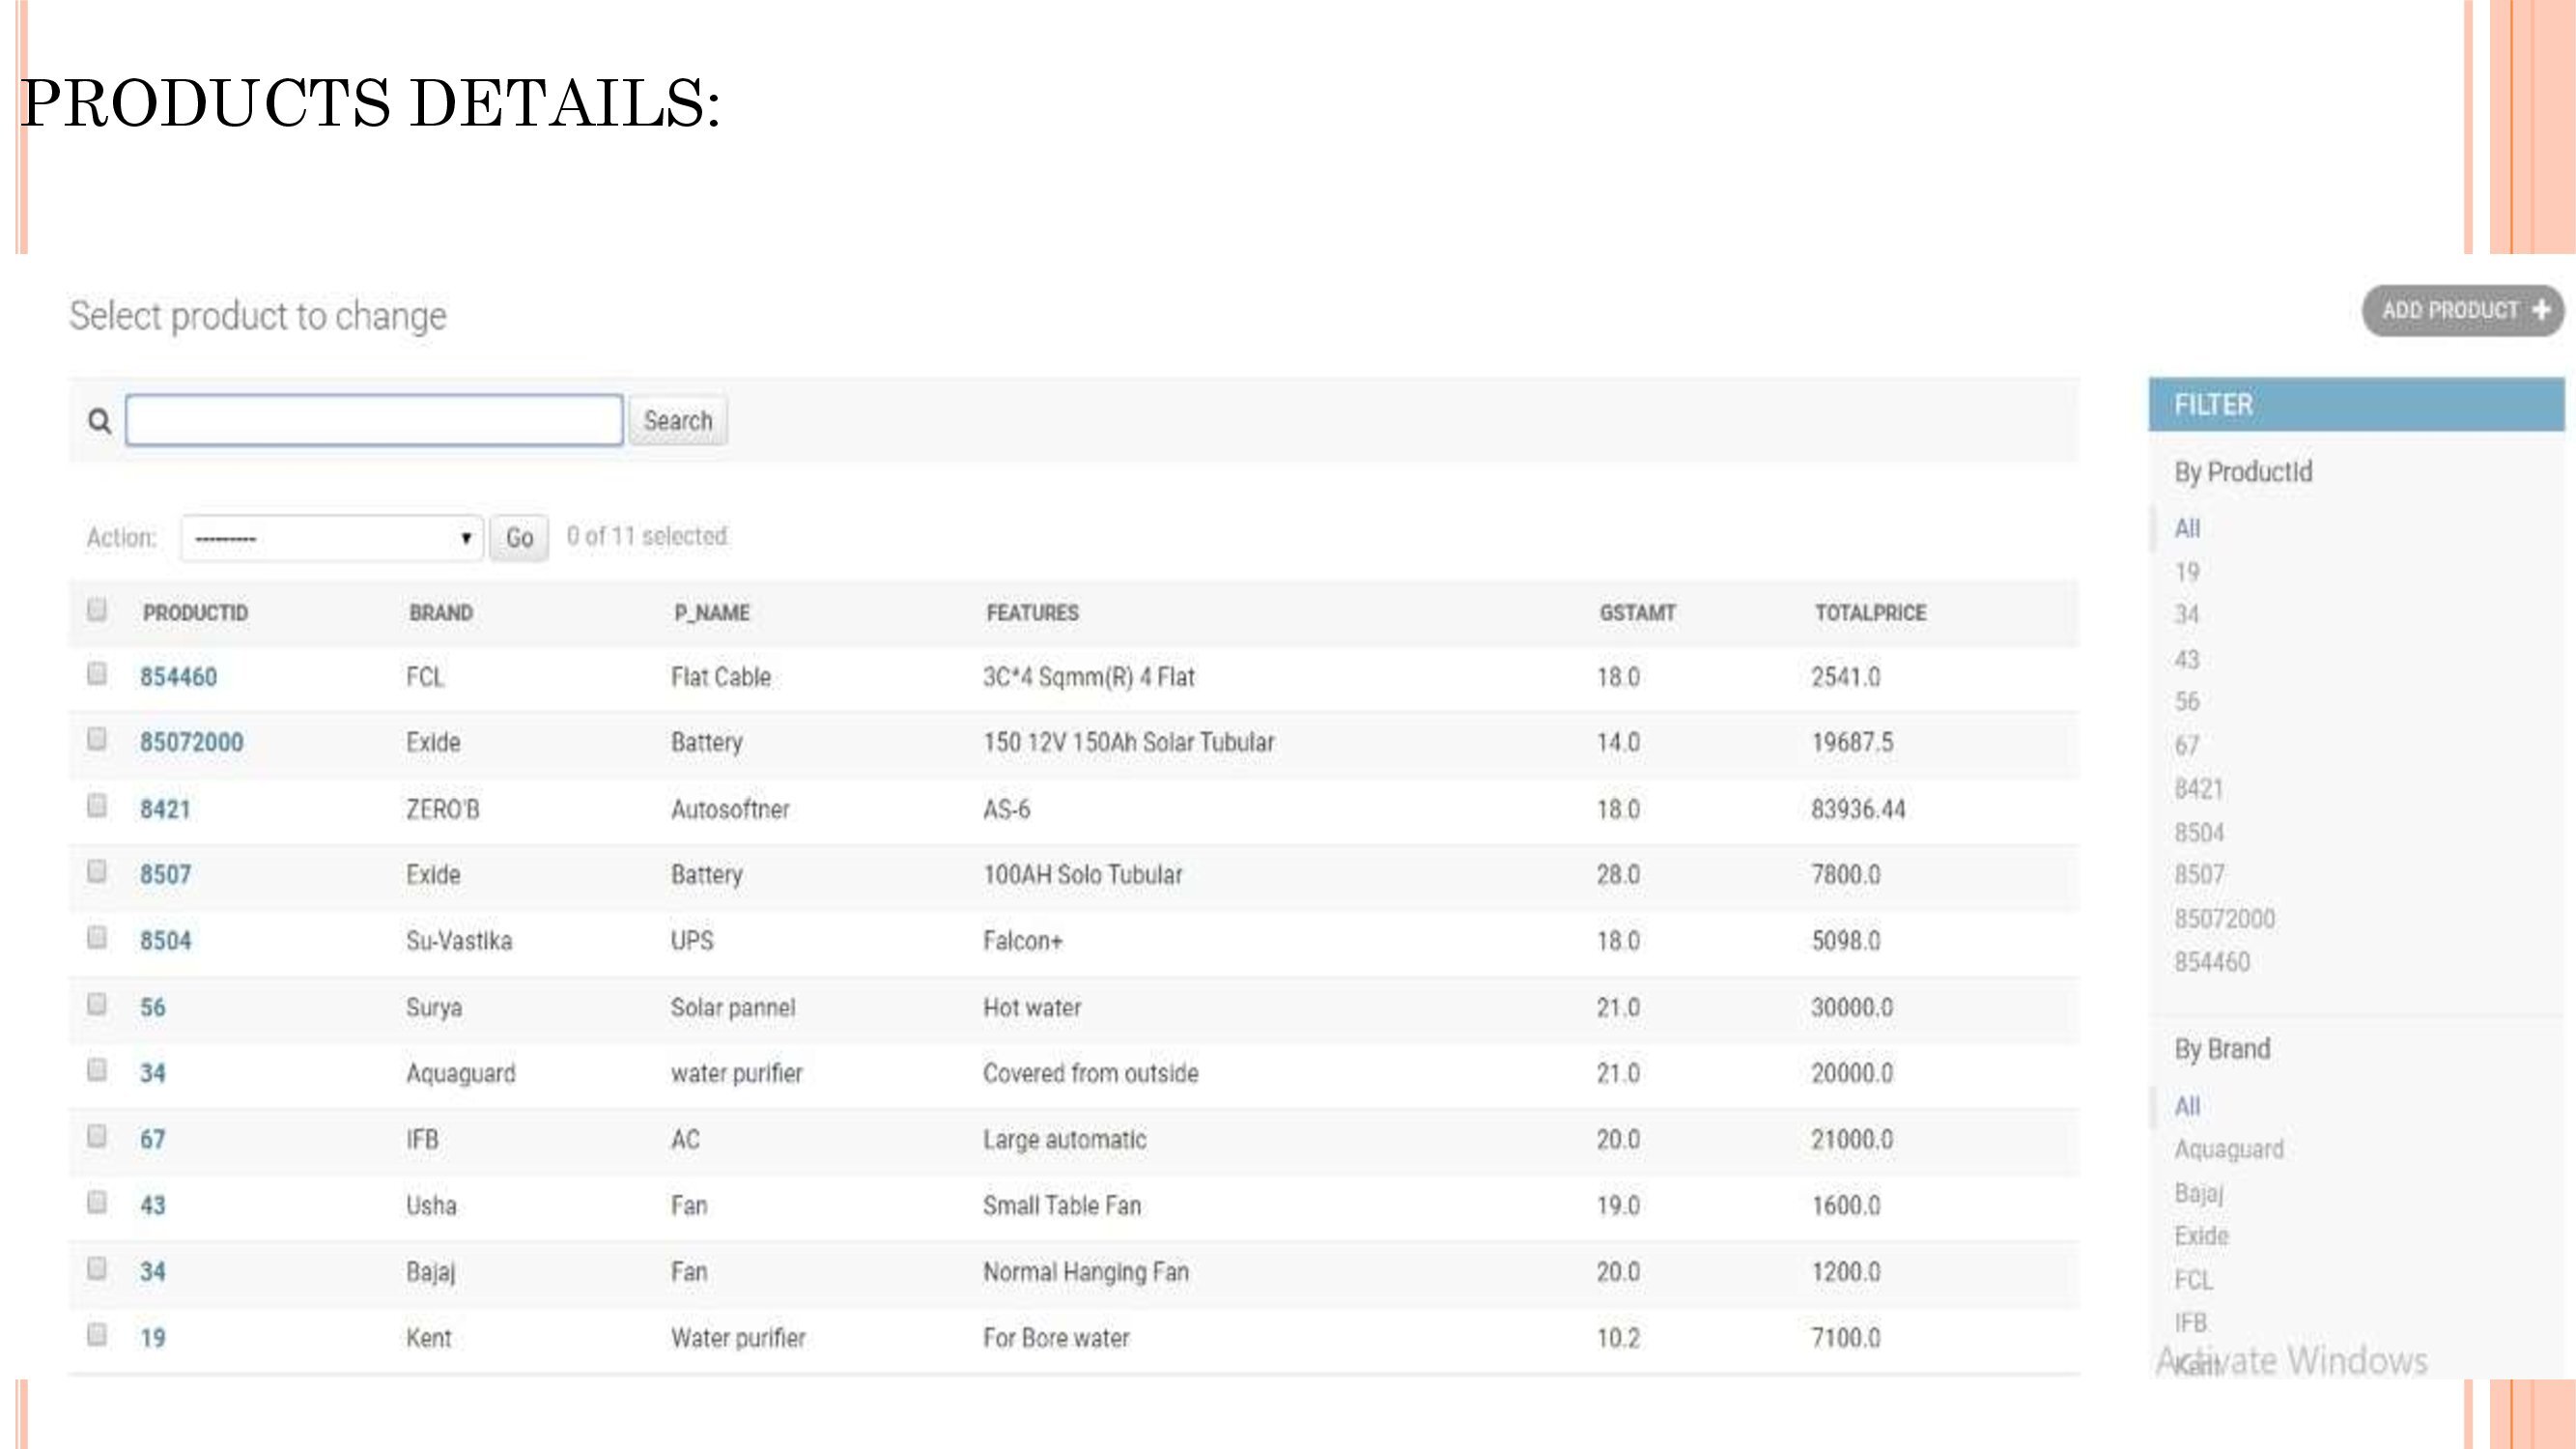 PRODUCTS DETAILS:
Select product to change
ADD PRODUCT +
Search
Action: --------- Go 0 of 11 selected
PRODUCTID BRAND P_NAME FEATURES GSTAMT TOTALPRICE
854460 FCL Flat Cable 3C*4 Sqmm(R) 4 Flat 18.0 2541.0
85072000 Exide Battery 150 12V 150Ah Solar Tubular 14.0 19687.5
8421 ZERO'B Autosoftner AS-6 18.0 83936.44
8507 Exide Battery 100AH Solo Tubular 28.0 7800.0
8504 Su-Vastika UPS Falcon+ 18.0 5098.0
56 Surya Solar pannel Hot water 21.0 30000.0
34 Aquaguard water purifier Covered from outside 21.0 20000.0
67 IFB AC Large automatic 20.0 21000.0
43 Usha Fan Small Table Fan 19.0 1600.0
34 Bajaj Fan Normal Hanging Fan 20.0 1200.0
19 Kent Water purifier For Bore water 10.2 7100.0
FILTER
By ProductId
All
19
34
43
56
67
8421
8504
8507
85072000
854460
By Brand
All
Aquaguard
Bajaj
Exide
FCL
IFB
Kent
Activate Windows